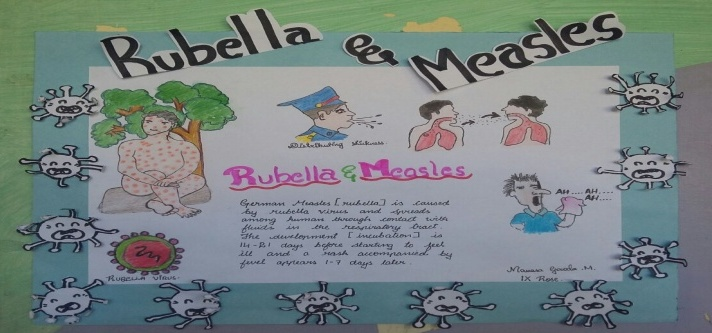 Rubella & Measles
AH... AH...
AH...
Rubella & Measles
German Measles [rubella] is caused
by rubella virus and spreads
among human through contact with
fluids in the respiratory tract.
The development [incubation] is
14-21 days before starting to feel
ill and a rash accompanied by
fever appears 1-7 days later.
RUBELLA VIRUS
M.
IX